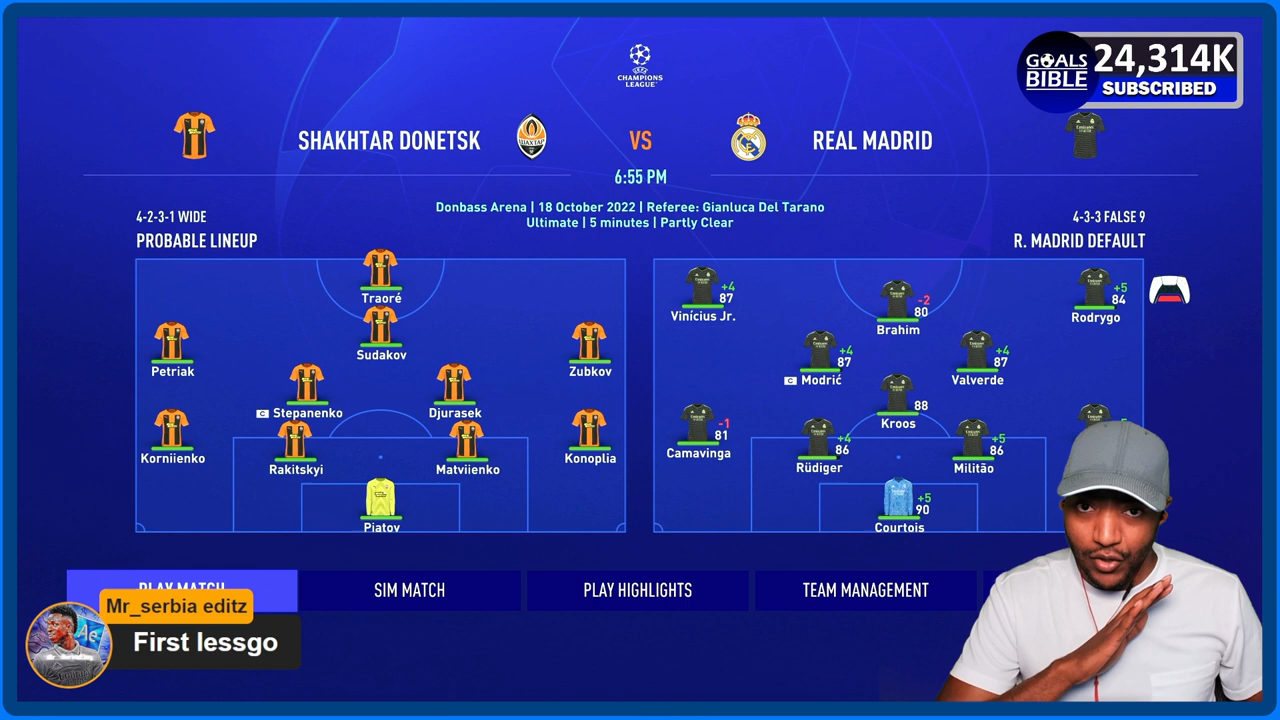 GOALS
BIBLE
24,314K
SUBSCRIBED
UEFA
CHAMPIONS
LEAGUE
SHAKHTAR DONETSK
VS
REAL MADRID
6:55 PM
Donbass Arena | 18 October 2022 | Referee: Gianluca Del Tarano
Ultimate | 5 minutes | Partly Clear
4-2-3-1 WIDE
PROBABLE LINEUP
4-3-3 FALSE 9
R. MADRID DEFAULT
Traoré
Sudakov
Petriak
Zubkov
C Stepanenko
Djurasek
Korniienko
Rakitskyi
Matviienko
Konoplia
Piatov
+4
87
Vinícius Jr.
-2
80
Brahim
+5
84
Rodrygo
+4
87
C Modrić
+4
87
Valverde
88
Kroos
-1
81
Camavinga
+4
86
Rüdiger
+5
86
Militão
+5
90
Courtois
PLAY MATCH
SIM MATCH
PLAY HIGHLIGHTS
TEAM MANAGEMENT
Mr_serbia editz
First lessgo
Ae